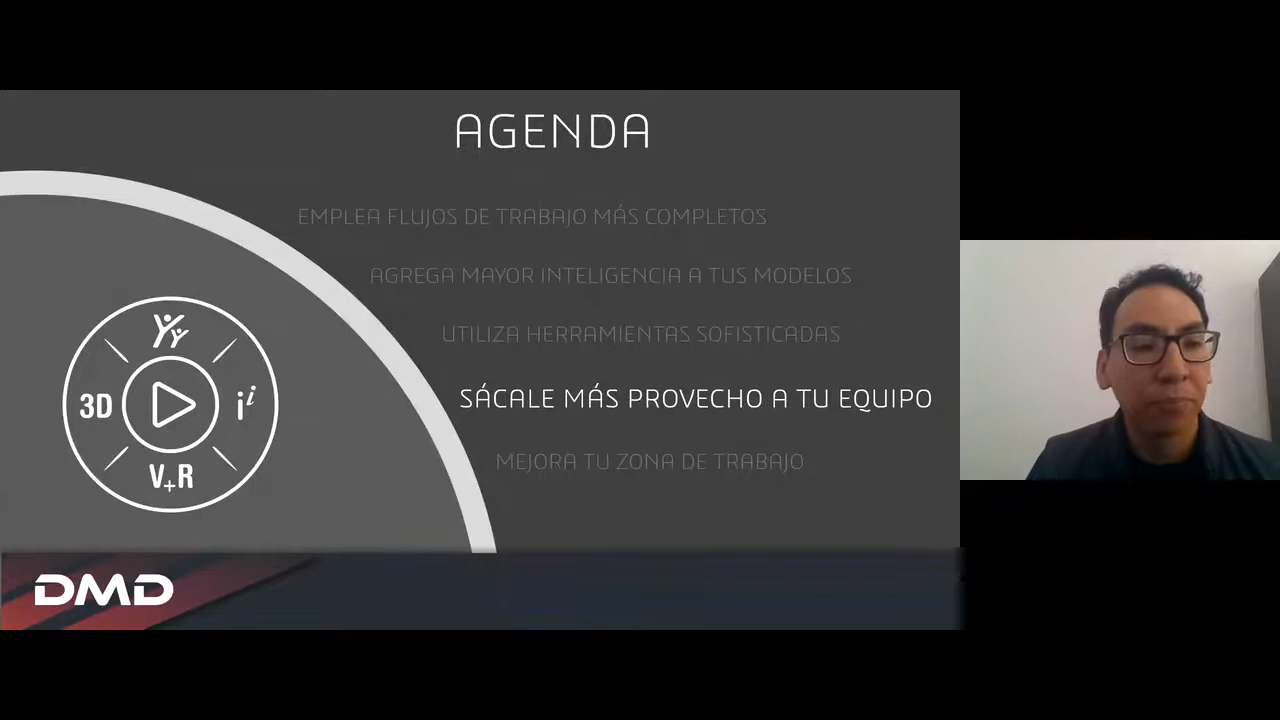 AGENDA
EMPLEA FLUJOS DE TRABAJO MÁS COMPLETOS
AGREGA MAYOR INTELIGENCIA A TUS MODELOS
UTILIZA HERRAMIENTAS SOFISTICADAS
SÁCALE MÁS PROVECHO A TU EQUIPO
MEJORA TU ZONA DE TRABAJO
3D
i i
V+R
DMD